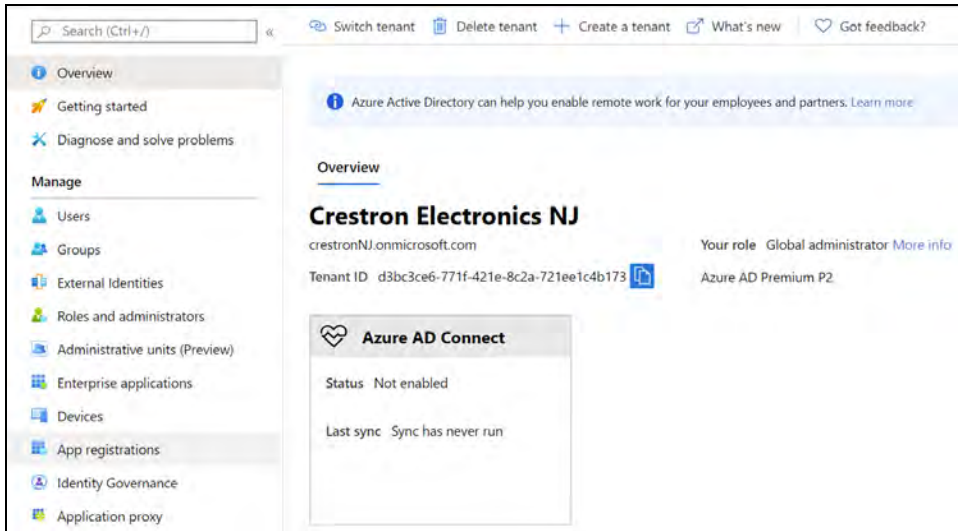 Search (Ctrl+/)
«
Switch tenant
Delete tenant
Create a tenant
What's new
Got feedback?
Overview
Getting started
Diagnose and solve problems
Manage
Users
Groups
External Identities
Roles and administrators
Administrative units (Preview)
Enterprise applications
Devices
App registrations
Identity Governance
Application proxy
Azure Active Directory can help you enable remote work for your employees and partners. Learn more
Overview
Crestron Electronics NJ
crestronNJ.onmicrosoft.com
Tenant ID d3bc3ce6-771f-421e-8c2a-721ee1c4b173
Your role Global administrator More info
Azure AD Premium P2
Azure AD Connect
Status Not enabled
Last sync Sync has never run